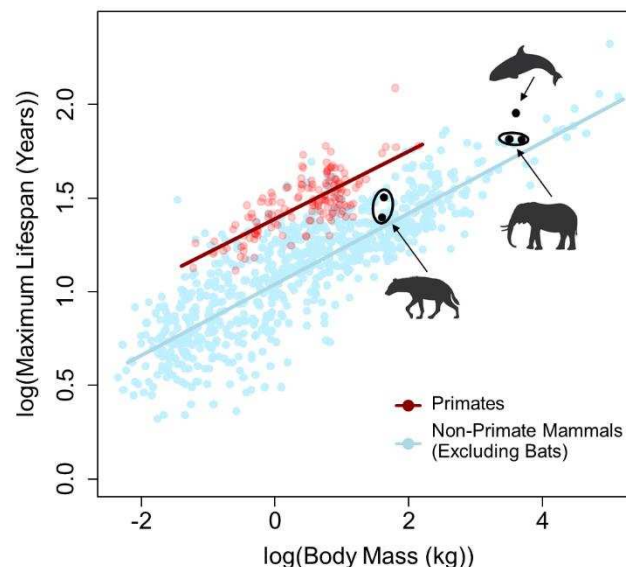 log(Maximum Lifespan (Years))
2.0
1.5
1.0
0.5
0.0
Primates
Non-Primate Mammals
(Excluding Bats)
-2
0
2
4
log(Body Mass (kg))